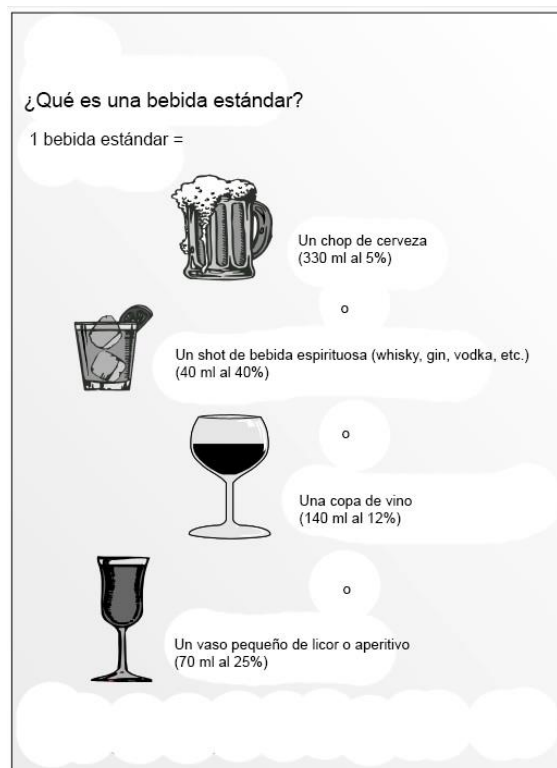 ¿Qué es una bebida estándar?
1 bebida estándar =
Un chop de cerveza
(330 ml al 5%)
o
Un shot de bebida espirituosa (whisky, gin, vodka, etc.)
(40 ml al 40%)
o
Una copa de vino
(140 ml al 12%)
o
Un vaso pequeño de licor o aperitivo
(70 ml al 25%)